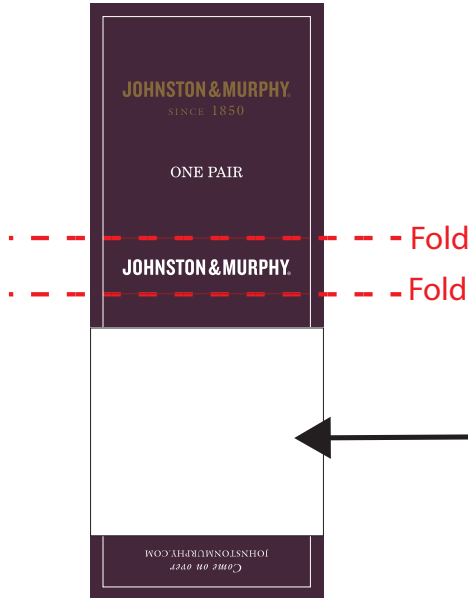 JOHNSTON & MURPHY®
SINCE 1850
ONE PAIR
Fold
JOHNSTON & MURPHY®
Fold
JOHNSTONMURPHY.COM
Come on over